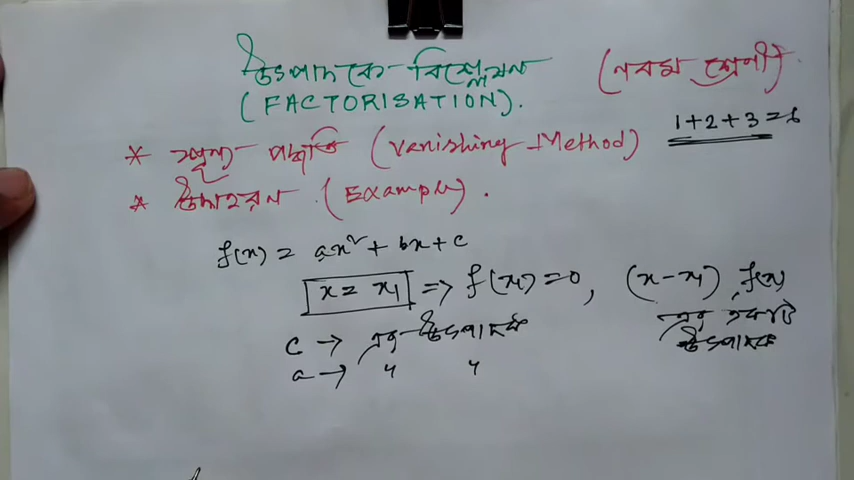 উৎপাদকে-বিশ্লেষণ (নবম শ্রেণী).
(FACTORISATION).
* শূন্য- পদ্ধতি (Vanishing-Method) 1+2+3=6
* উদাহরন. (Example).
f(x) = ax²+bx+c
x = x₁ => f(x₁)=0, (x-x₁), f(x)
c → এর-উৎপাদক এর একটি
a → " " উৎপাদক